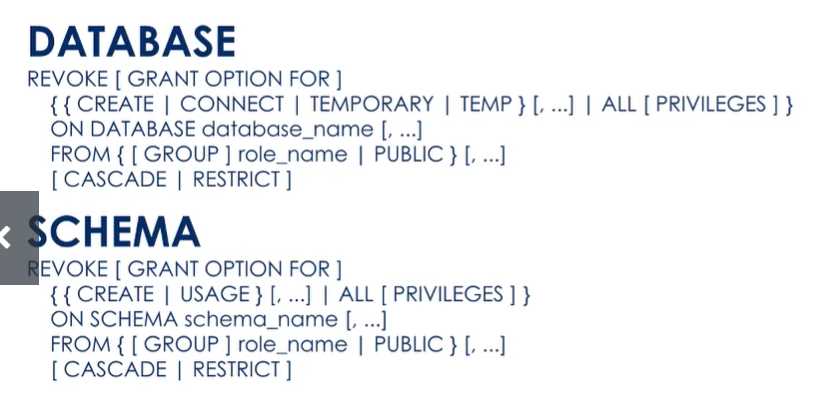 DATABASE
REVOKE [ GRANT OPTION FOR ]
{ { CREATE | CONNECT | TEMPORARY | TEMP } [, ...] | ALL [ PRIVILEGES ] }
ON DATABASE database_name [, ...]
FROM { [ GROUP ] role_name | PUBLIC } [, ...]
[ CASCADE | RESTRICT ]
SCHEMA
REVOKE [ GRANT OPTION FOR ]
{ { CREATE | USAGE } [, ...] | ALL [ PRIVILEGES ] }
ON SCHEMA schema_name [, ...]
FROM { [ GROUP ] role_name | PUBLIC } [, ...]
[ CASCADE | RESTRICT ]